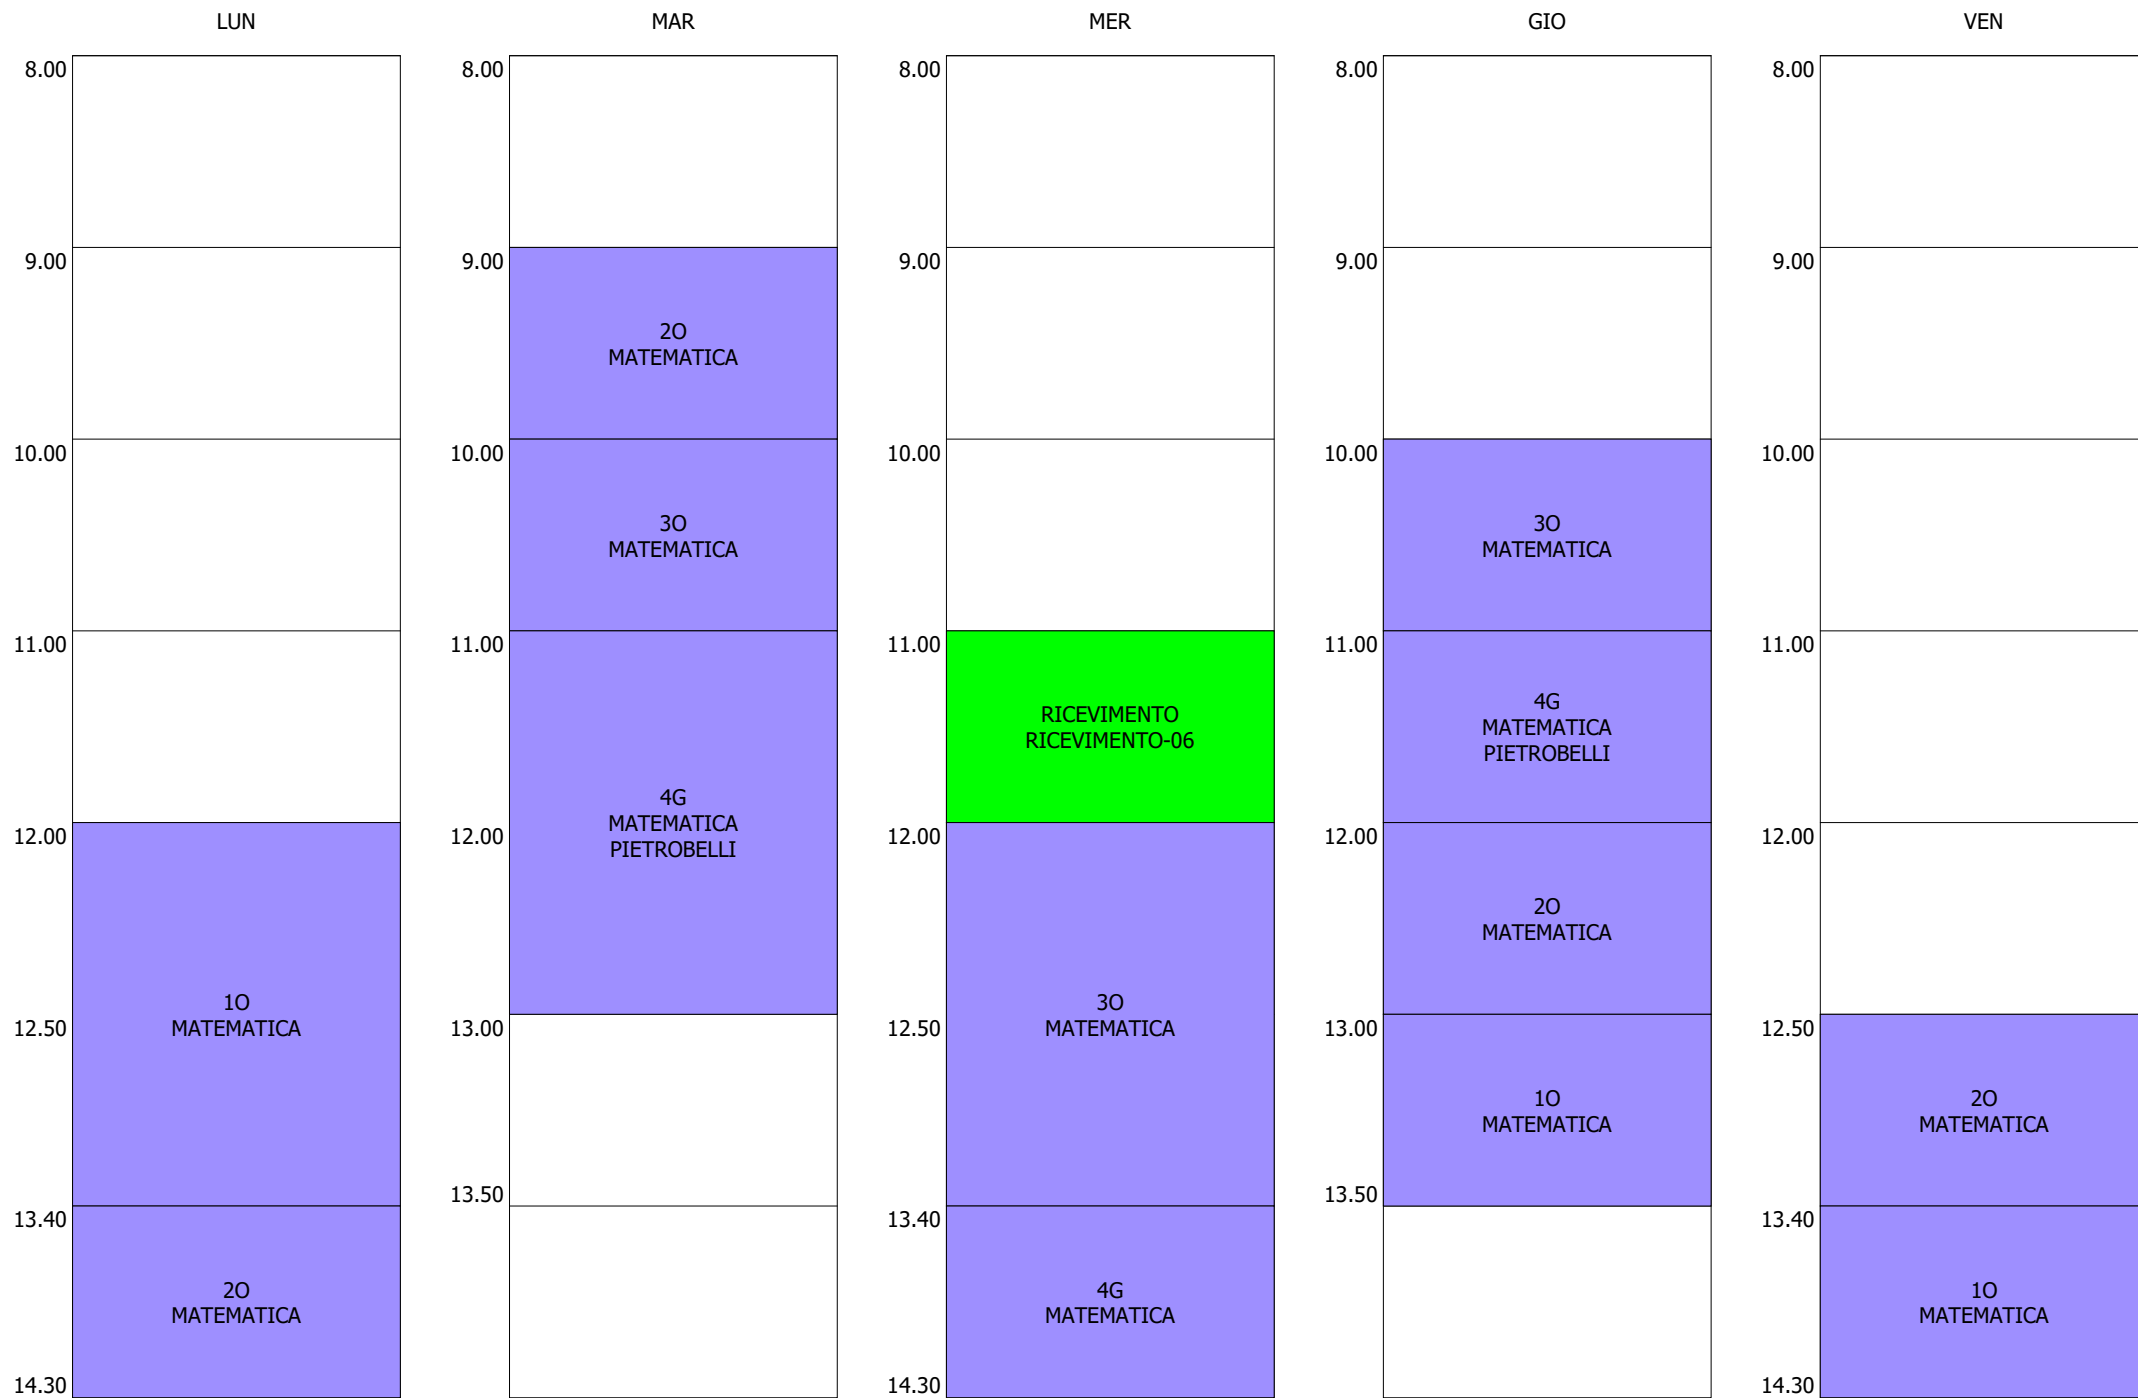 LUN
MAR
MER
GIO
VEN
8.00
8.00
8.00
8.00
8.00
9.00
9.00
9.00
9.00
9.00
2O
MATEMATICA
10.00
10.00
10.00
10.00
10.00
3O
MATEMATICA
3O
MATEMATICA
11.00
11.00
11.00
11.00
11.00
RICEVIMENTO
RICEVIMENTO-06
4G
MATEMATICA
PIETROBELLI
4G
MATEMATICA
PIETROBELLI
12.00
12.00
12.00
12.00
12.00
2O
MATEMATICA
1O
MATEMATICA
3O
MATEMATICA
12.50
13.00
12.50
13.00
12.50
1O
MATEMATICA
2O
MATEMATICA
13.40
13.50
13.40
13.50
13.40
2O
MATEMATICA
4G
MATEMATICA
1O
MATEMATICA
14.30
14.30
14.30